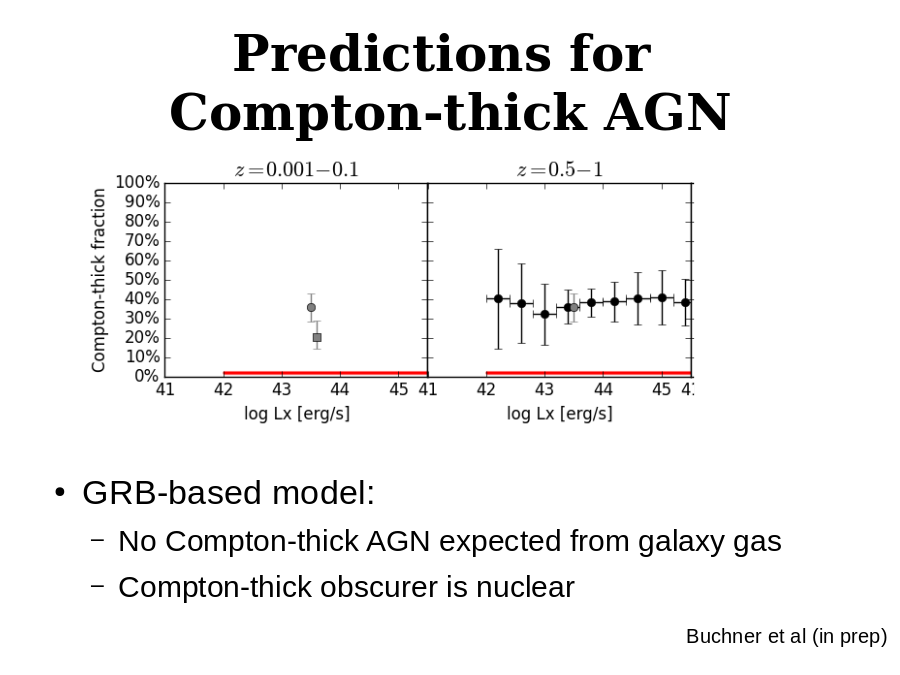 Predictions for
Compton-thick AGN
z=0.001−0.1
z=0.5−1
Compton-thick fraction
100%
90%
80%
70%
60%
50%
40%
30%
20%
10%
0%
41 42 43 44 45 41 42 43 44 45 41
log Lx [erg/s]
log Lx [erg/s]
• GRB-based model:
– No Compton-thick AGN expected from galaxy gas
– Compton-thick obscurer is nuclear
Buchner et al (in prep)